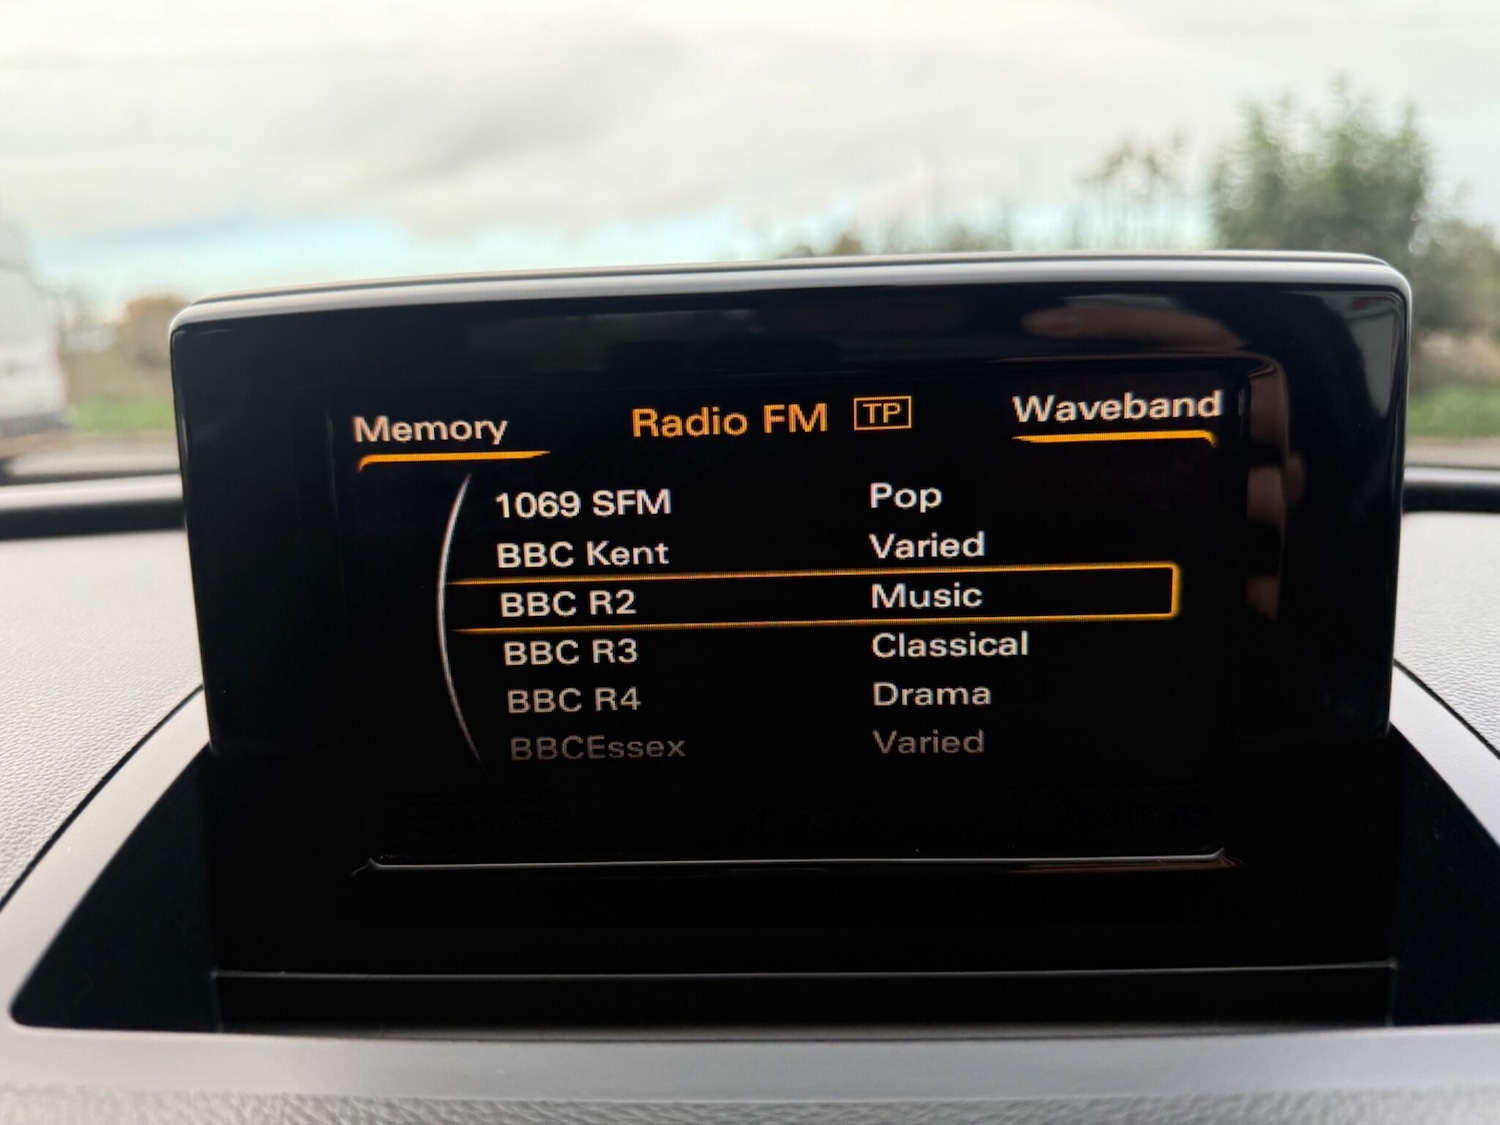 Memory Radio FM TP Waveband
1069 SFM Pop
BBC Kent Varied
BBC R2 Music
BBC R3 Classical
BBC R4 Drama
BBCEssex Varied